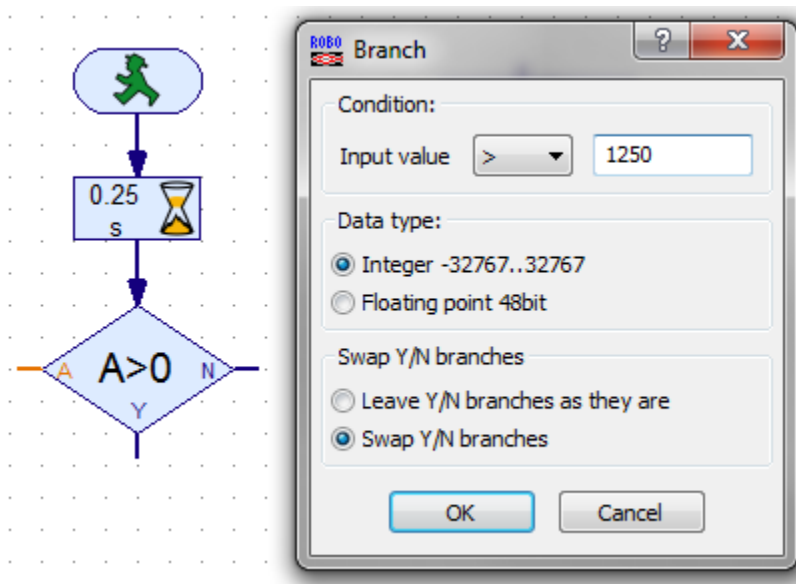 0.25
s
A A>0 N
Y
ROBO Branch ? X
Condition:
Input value > 1250
Data type:
Integer -32767..32767
Floating point 48bit
Swap Y/N branches
Leave Y/N branches as they are
Swap Y/N branches
OK Cancel